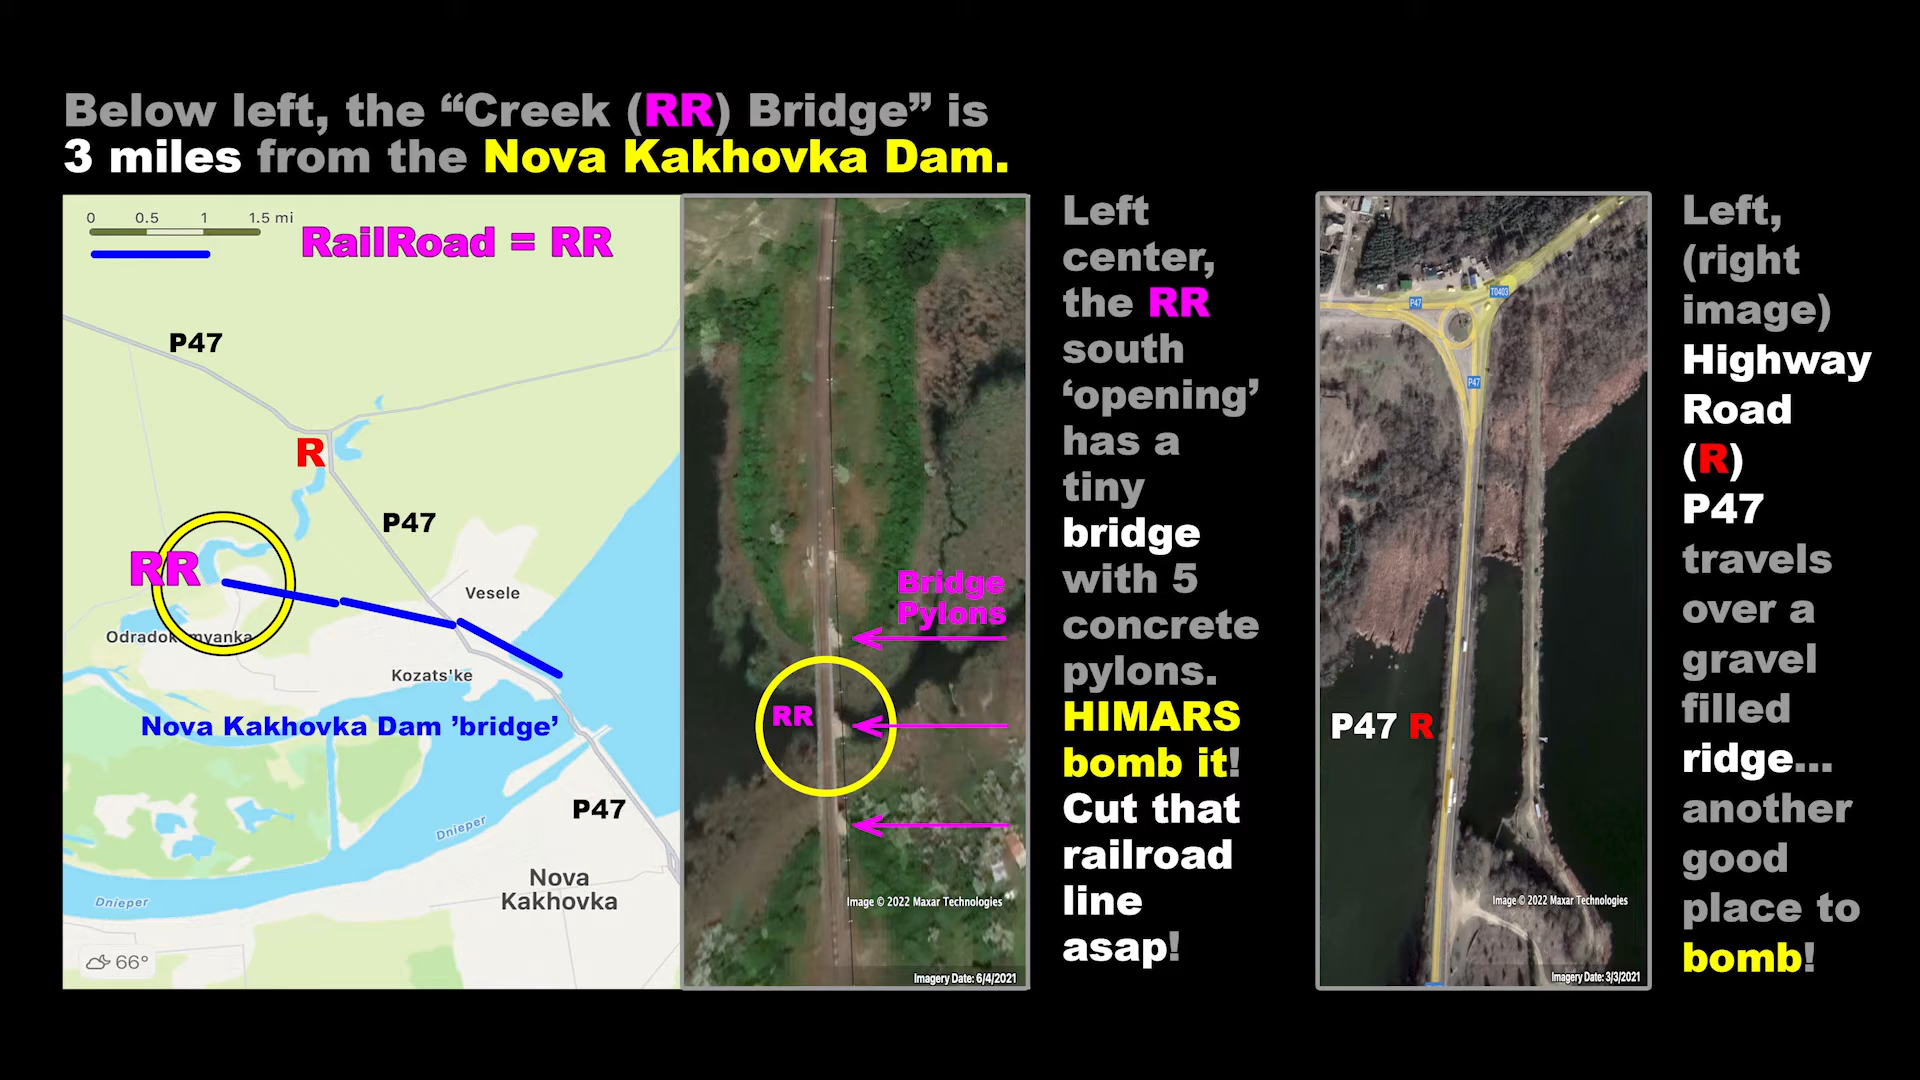 Below left, the “Creek (RR) Bridge” is
3 miles from the Nova Kakhovka Dam.
0 0.5 1 1.5 mi
RailRoad = RR
P47
R
P47
RR
Vesele
Kozats'ke
Nova Kakhovka Dam ’bridge’
P47
Dnieper
Nova
Kakhovka
Dnieper
66°
Bridge
Pylons
RR
Image © 2022 Maxar Technologies
Imagery Date: 6/4/2021
Left
center,
the RR
south
‘opening’
has a
tiny
bridge
with 5
concrete
pylons.
HIMARS
bomb it!
Cut that
railroad
line
asap!
P47
T0403
P47
P47 R
Image © 2022 Maxar Technologies
Imagery Date: 3/3/2021
Left,
(right
image)
Highway
Road
(R)
P47
travels
over a
gravel
filled
ridge...
another
good
place to
bomb!